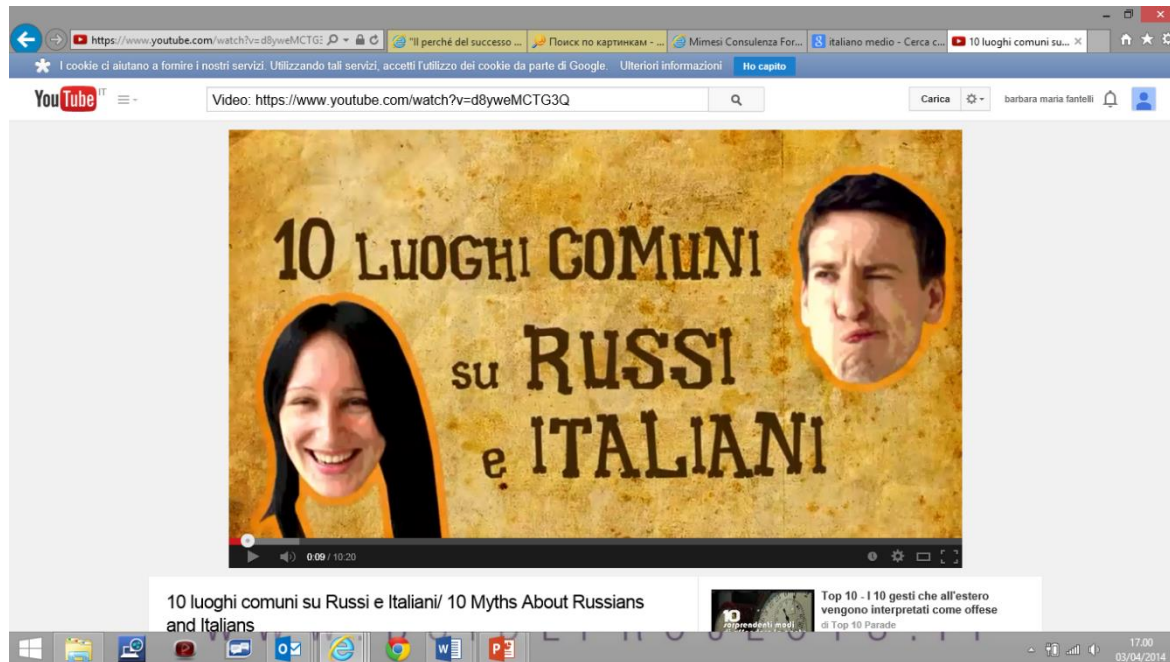 https://www.youtube.com/watch?v=d8yweMCTG3
"Il perché del successo ...
Поиск по картинкам - ...
Mimesi Consulenza For...
italiano medio - Cerca c...
10 luoghi comuni su...
I cookie ci aiutano a fornire i nostri servizi. Utilizzando tali servizi, accetti l'utilizzo dei cookie da parte di Google. Ulteriori informazioni Ho capito
YouTube IT
Video: https://www.youtube.com/watch?v=d8yweMCTG3Q
Carica
barbara maria fantelli
10 LUOGHI COMUNI
su RUSSI
e ITALIANI
0:09 / 10:20
10 luoghi comuni su Russi e Italiani/ 10 Myths About Russians
and Italians
10
sorprendenti modi
Top 10 - I 10 gesti che all'estero
vengono interpretati come offese
di Top 10 Parade
17.00
03/04/2014